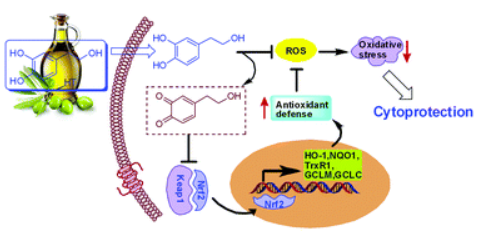 HO
OH
HO
HT
HO
HO
OH
ROS
Oxidative
stress
Cytoprotection
O
O
OH
Antioxidant
defense
HO-1,NQO1,
TrxR1,
GCLM,GCLC
Keap1
Nrf2
Nrf2